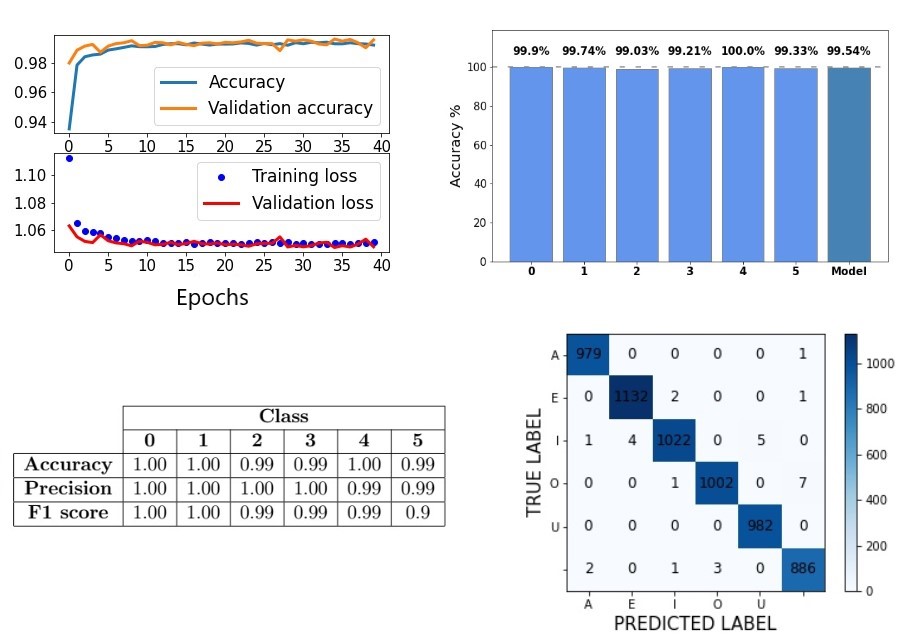 0.98
0.96
0.94
Accuracy
Validation accuracy
0 5 10 15 20 25 30 35 40
1.10
1.08
1.06
Training loss
Validation loss
0 5 10 15 20 25 30 35 40
Epochs
99.9% 99.74% 99.03% 99.21% 100.0% 99.33% 99.54%
Accuracy %
100
80
60
40
20
0
0 1 2 3 4 5 Model
Class
0 1 2 3 4 5
Accuracy 1.00 1.00 0.99 0.99 1.00 0.99
Precision 1.00 1.00 1.00 1.00 0.99 0.99
F1 score 1.00 1.00 0.99 0.99 0.99 0.9
TRUE LABEL
A 979 0 0 0 0 1
E 0 1132 2 0 0 1
I 1 4 1022 0 5 0
O 0 0 1 1002 0 7
U 0 0 0 0 982 0
2 0 1 3 0 886
A E I O U
PREDICTED LABEL
1000
800
600
400
200
0